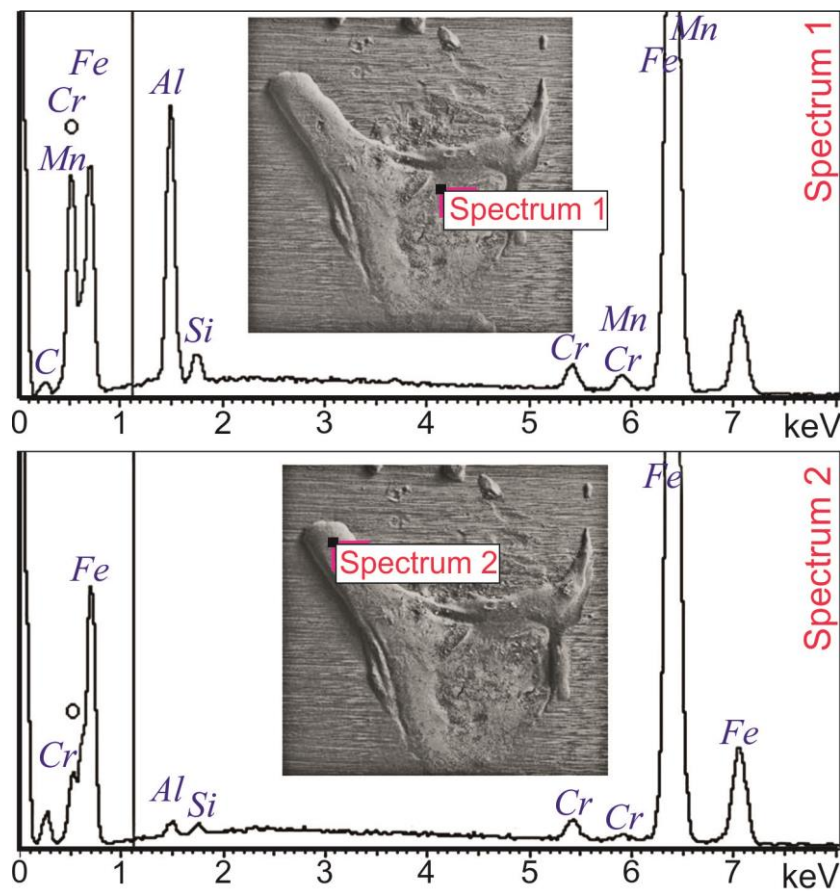 Fe
Mn
Cr
Al
Fe
Mn
Spectrum 1
Spectrum 1
Si
Mn
C
Cr
Cr
0 1 2 3 4 5 6 7 keV
Fe
Spectrum 2
Fe
Spectrum 2
Cr
Fe
Al
Si
Cr
Cr
0 1 2 3 4 5 6 7 keV